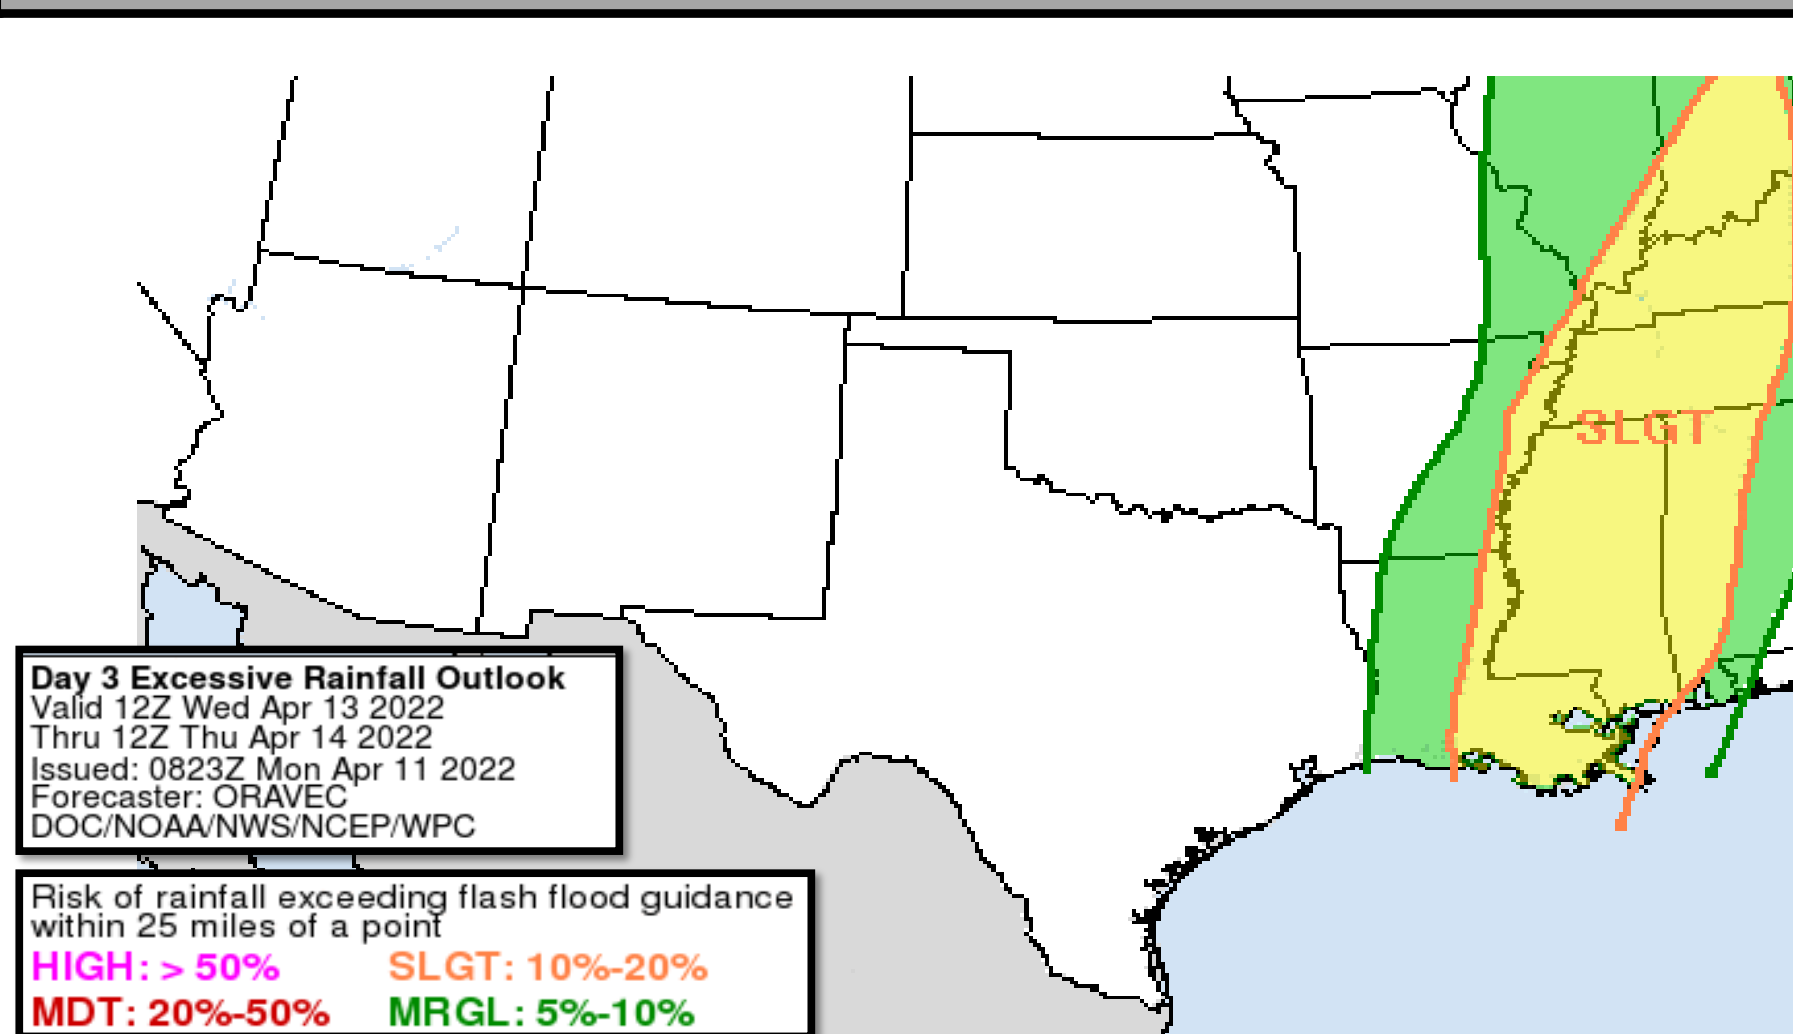 SLGT
Day 3 Excessive Rainfall Outlook
Valid 12Z Wed Apr 13 2022
Thru 12Z Thu Apr 14 2022
Issued: 0823Z Mon Apr 11 2022
Forecaster: ORAVEC
DOC/NOAA/NWS/NCEP/WPC
Risk of rainfall exceeding flash flood guidance
within 25 miles of a point
HIGH: > 50% SLGT: 10%-20%
MDT: 20%-50% MRGL: 5%-10%